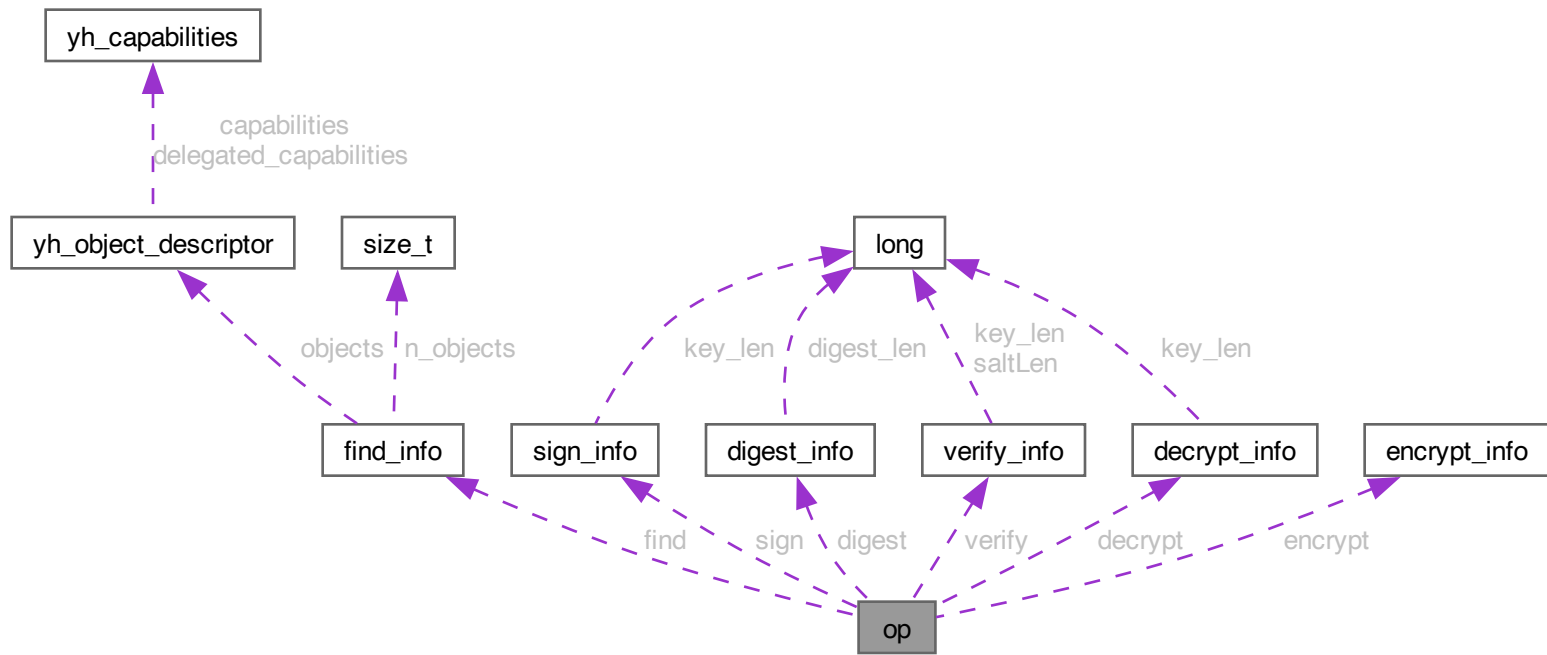 yh_capabilities
capabilities
delegated_capabilities
yh_object_descriptor
size_t
long
objects
n_objects
key_len
digest_len
key_len
saltLen
key_len
find_info
sign_info
digest_info
verify_info
decrypt_info
encrypt_info
find
sign
digest
verify
decrypt
encrypt
op